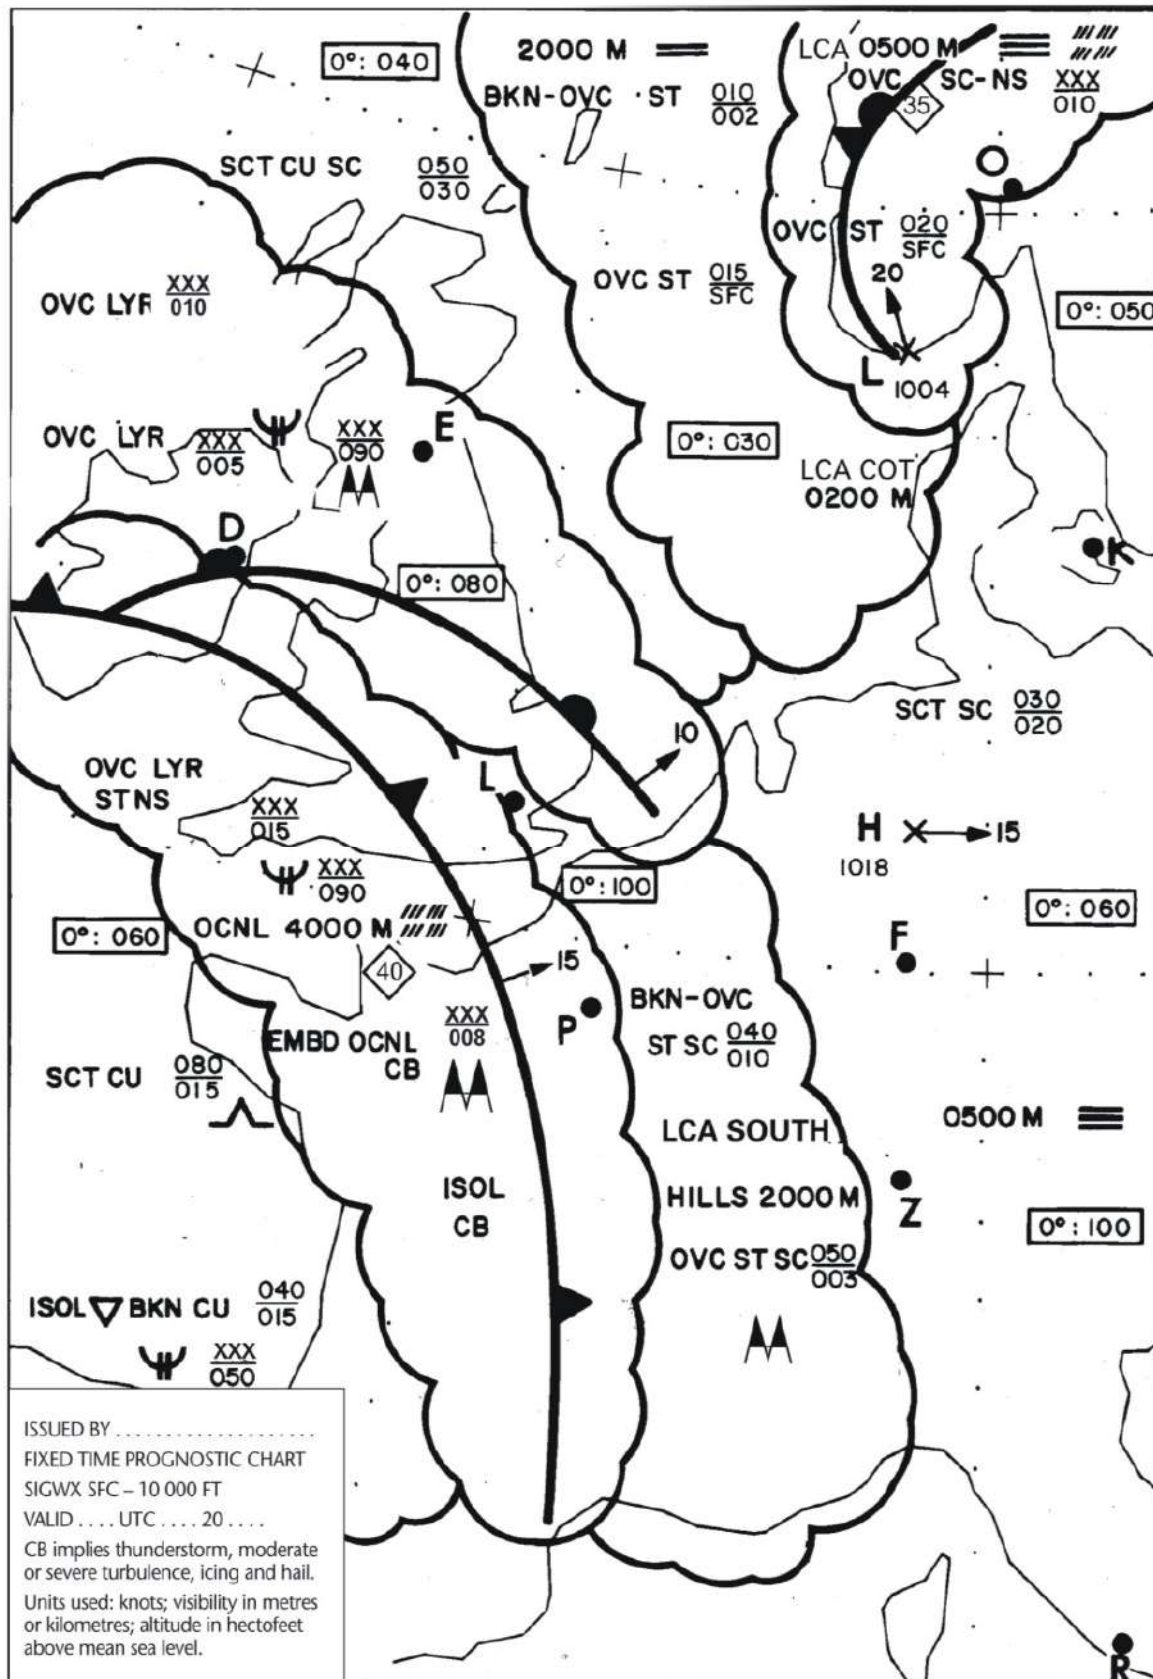 0°: 040
2000 M
LCA 0500 M
BKN-OVC ST 010
002
OVC SC-NS XXX
010
35
SCT CU SC 050
030
O
OVC ST 020
SFC
OVC LYR XXX
010
OVC ST 015
SFC
20
0°: 050
L 1004
OVC LYR XXX
005
XXX
090
E
0°: 030
LCA COT
0200 M
D
K
0°: 080
SCT SC 030
020
10
OVC LYR
ST NS
XXX
015
L
H
1018
15
XXX
090
0°: 100
0°: 060
0°: 060
OCNL 4000 M
F
40
15
BKN-OVC
ST SC 040
010
P
EMBD OCNL
CB
XXX
008
SCT CU 080
015
LCA SOUTH
HILLS 2000 M
0500 M
ISOL
CB
Z
0°: 100
OVC ST SC 050
003
ISOL BKN CU 040
015
XXX
050
ISSUED BY . . . . . . . . . . . . . . . . . . . .
FIXED TIME PROGNOSTIC CHART
SIGWX SFC – 10 000 FT
VALID . . . . UTC . . . . 20 . . . .
CB implies thunderstorm, moderate
or severe turbulence, icing and hail.
Units used: knots; visibility in metres
or kilometres; altitude in hectofeet
above mean sea level.
R